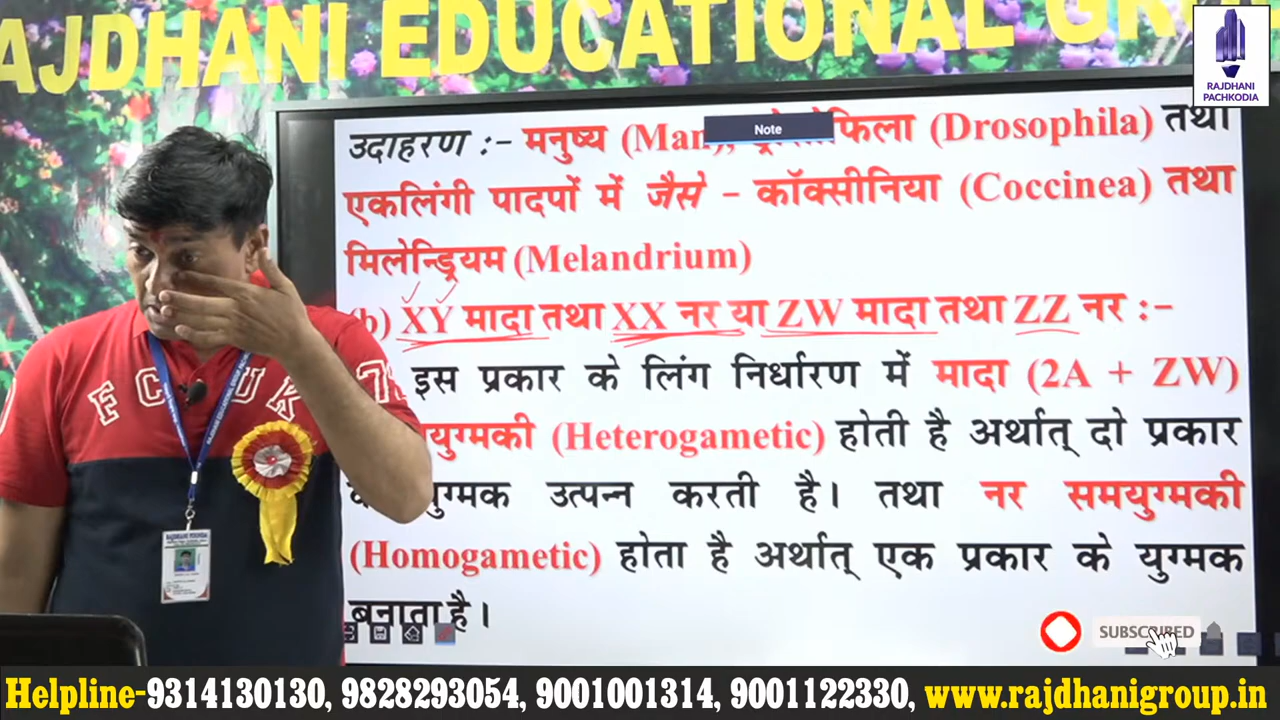 AJDHANI EDUCATIONAL GR
RAJDHANI
PACHKODIA
Note
उदाहरण :- मनुष्य (Man), फिला (Drosophila) तथा
एकलिंगी पादपों में जैसे - कॉक्सीनिया (Coccinea) तथा
मिलेन्ड्रियम (Melandrium)
(b) XY मादा तथा XX नर या ZW मादा तथा ZZ नर :-
इस प्रकार के लिंग निर्धारण में मादा (2A + ZW)
युग्मकी (Heterogametic) होती है अर्थात् दो प्रकार
युग्मक उत्पन्न करती है। तथा नर समयुग्मकी
(Homogametic) होता है अर्थात् एक प्रकार के युग्मक
बनाता है।
SUBSCRIBED
Helpline-9314130130, 9828293054, 9001001314, 9001122330, www.rajdhanigroup.in